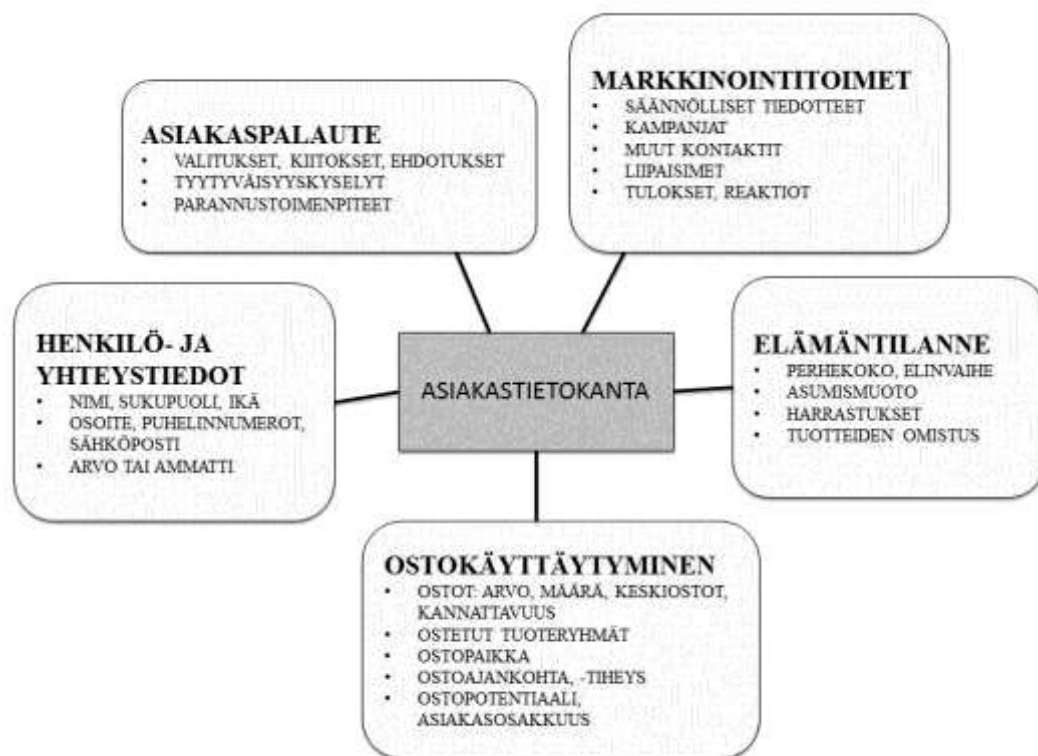 MARKKINOINTITOIMET
• SÄÄNNÖLLISET TIEDOTTEET
• KAMPANJAT
• MUUT KONTAKTIT
• LIIPAISIMET
• TULOKSET, REAKTIOT
ASIAKASPALAUTE
• VALITUKSET, KIITOKSET, EHDOTUKSET
• TYYTYVÄISYYSKYSELYT
• PARANNUSTOIMENPITEET
HENKILÖ- JA
YHTEYSTIEDOT
• NIMI, SUKUPUOLI, IKÄ
• OSOITE, PUHELINNUMEROT,
SÄHKÖPOSTI
• ARVO TAI AMMATTI
ASIAKASTIETOKANTA
ELÄMÄNTILANNE
• PERHEKOKO, ELINVAIHE
• ASUMISMUOTO
• HARRASTUKSET
• TUOTTEIDEN OMISTUS
OSTOKÄYTTÄYTYMINEN
• OSTOT: ARVO, MÄÄRÄ, KESKIOSTOT,
KANNATTAVUUS
• OSTETUT TUOTERYHMÄT
• OSTOPAIKKA
• OSTOAJANKOHTA, -TIHEYS
• OSTOPOTENTIAALI,
ASIAKASOSAKKUUS